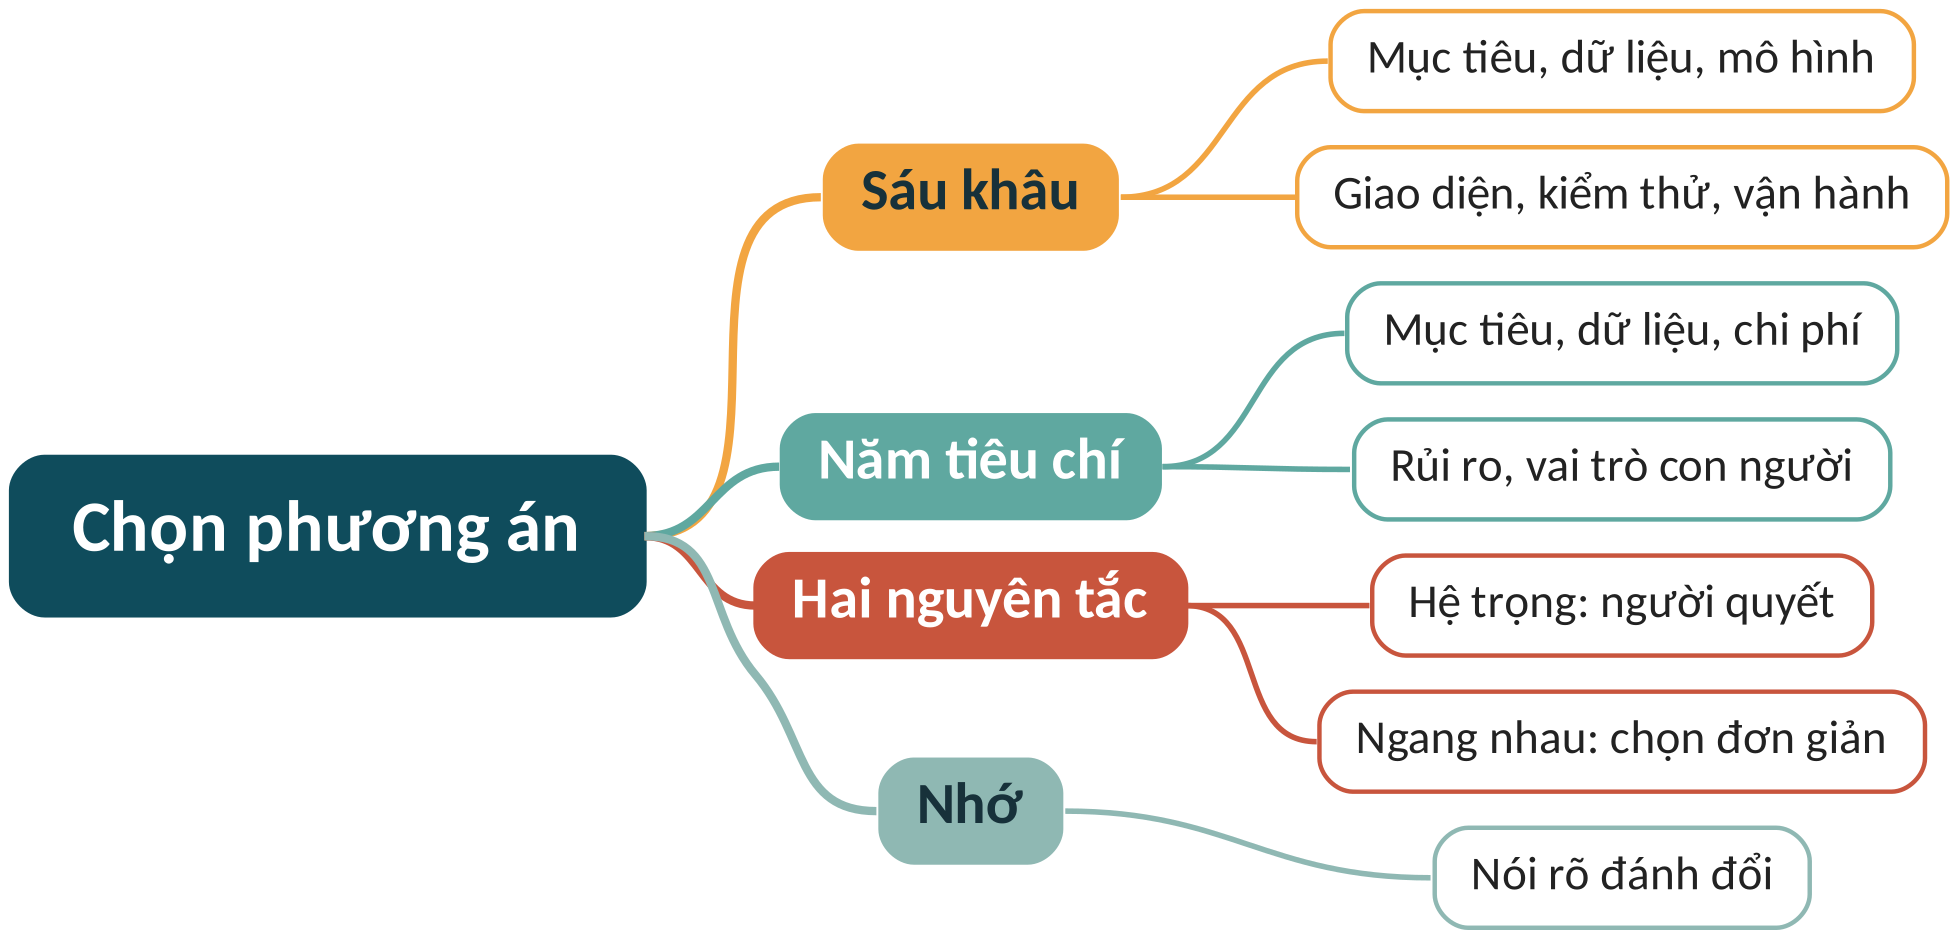 Chọn phương án
Sáu khâu
Mục tiêu, dữ liệu, mô hình
Giao diện, kiểm thử, vận hành
Năm tiêu chí
Mục tiêu, dữ liệu, chi phí
Rủi ro, vai trò con người
Hai nguyên tắc
Hệ trọng: người quyết
Ngang nhau: chọn đơn giản
Nhớ
Nói rõ đánh đổi